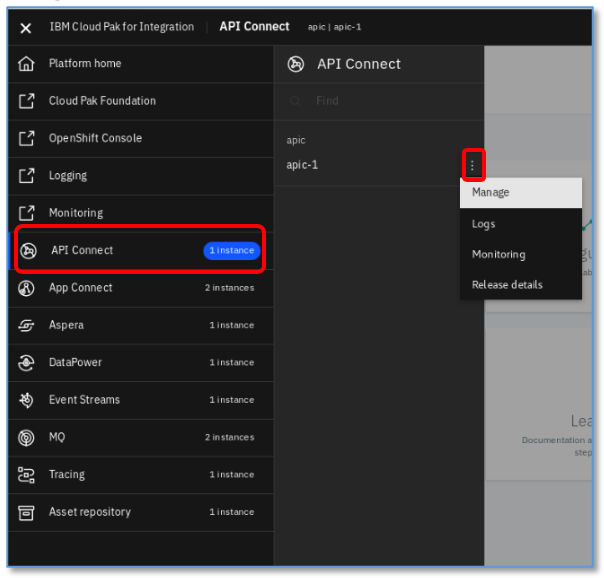 IBM Cloud Pak for Integration API Connect apic | apic-1
Platform home
Cloud Pak Foundation
OpenShift Console
Logging
Monitoring
API Connect 1 instance
App Connect 2 instances
Aspera 1 instance
DataPower 1 instance
Event Streams 1 instance
MQ 2 instances
Tracing 1 instance
Asset repository 1 instance
API Connect
Find
apic
apic-1
Manage
Logs
Monitoring
Release details
Documentation
step